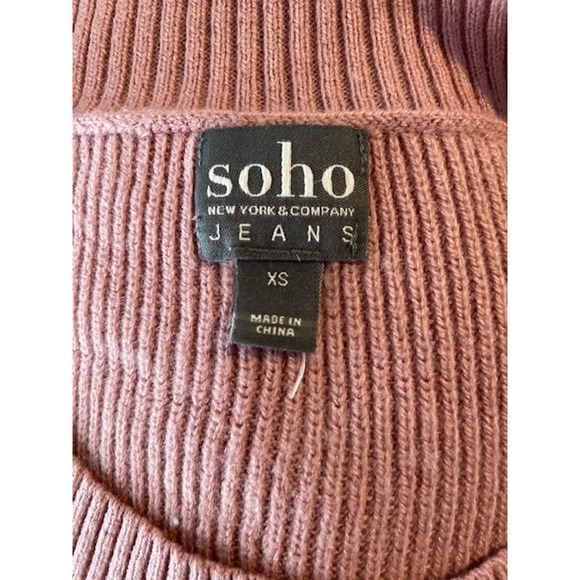 soho
NEW YORK & COMPANY
JEANS
XS
MADE IN
CHINA